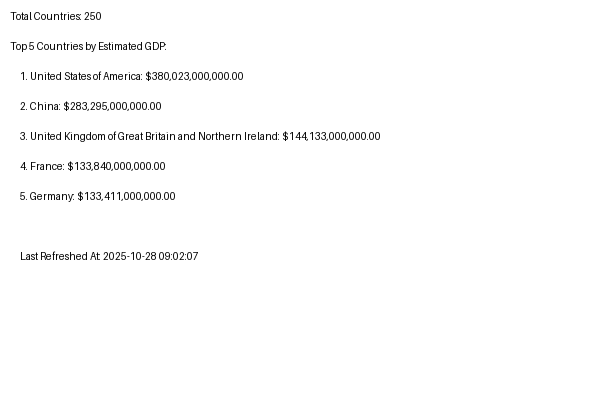 Total Countries: 250
Top 5 Countries by Estimated GDP:
1. United States of America: $380,023,000,000.00
2. China: $283,295,000,000.00
3. United Kingdom of Great Britain and Northern Ireland: $144,133,000,000.00
4. France: $133,840,000,000.00
5. Germany: $133,411,000,000.00
Last Refreshed At: 2025-10-28 09:02:07